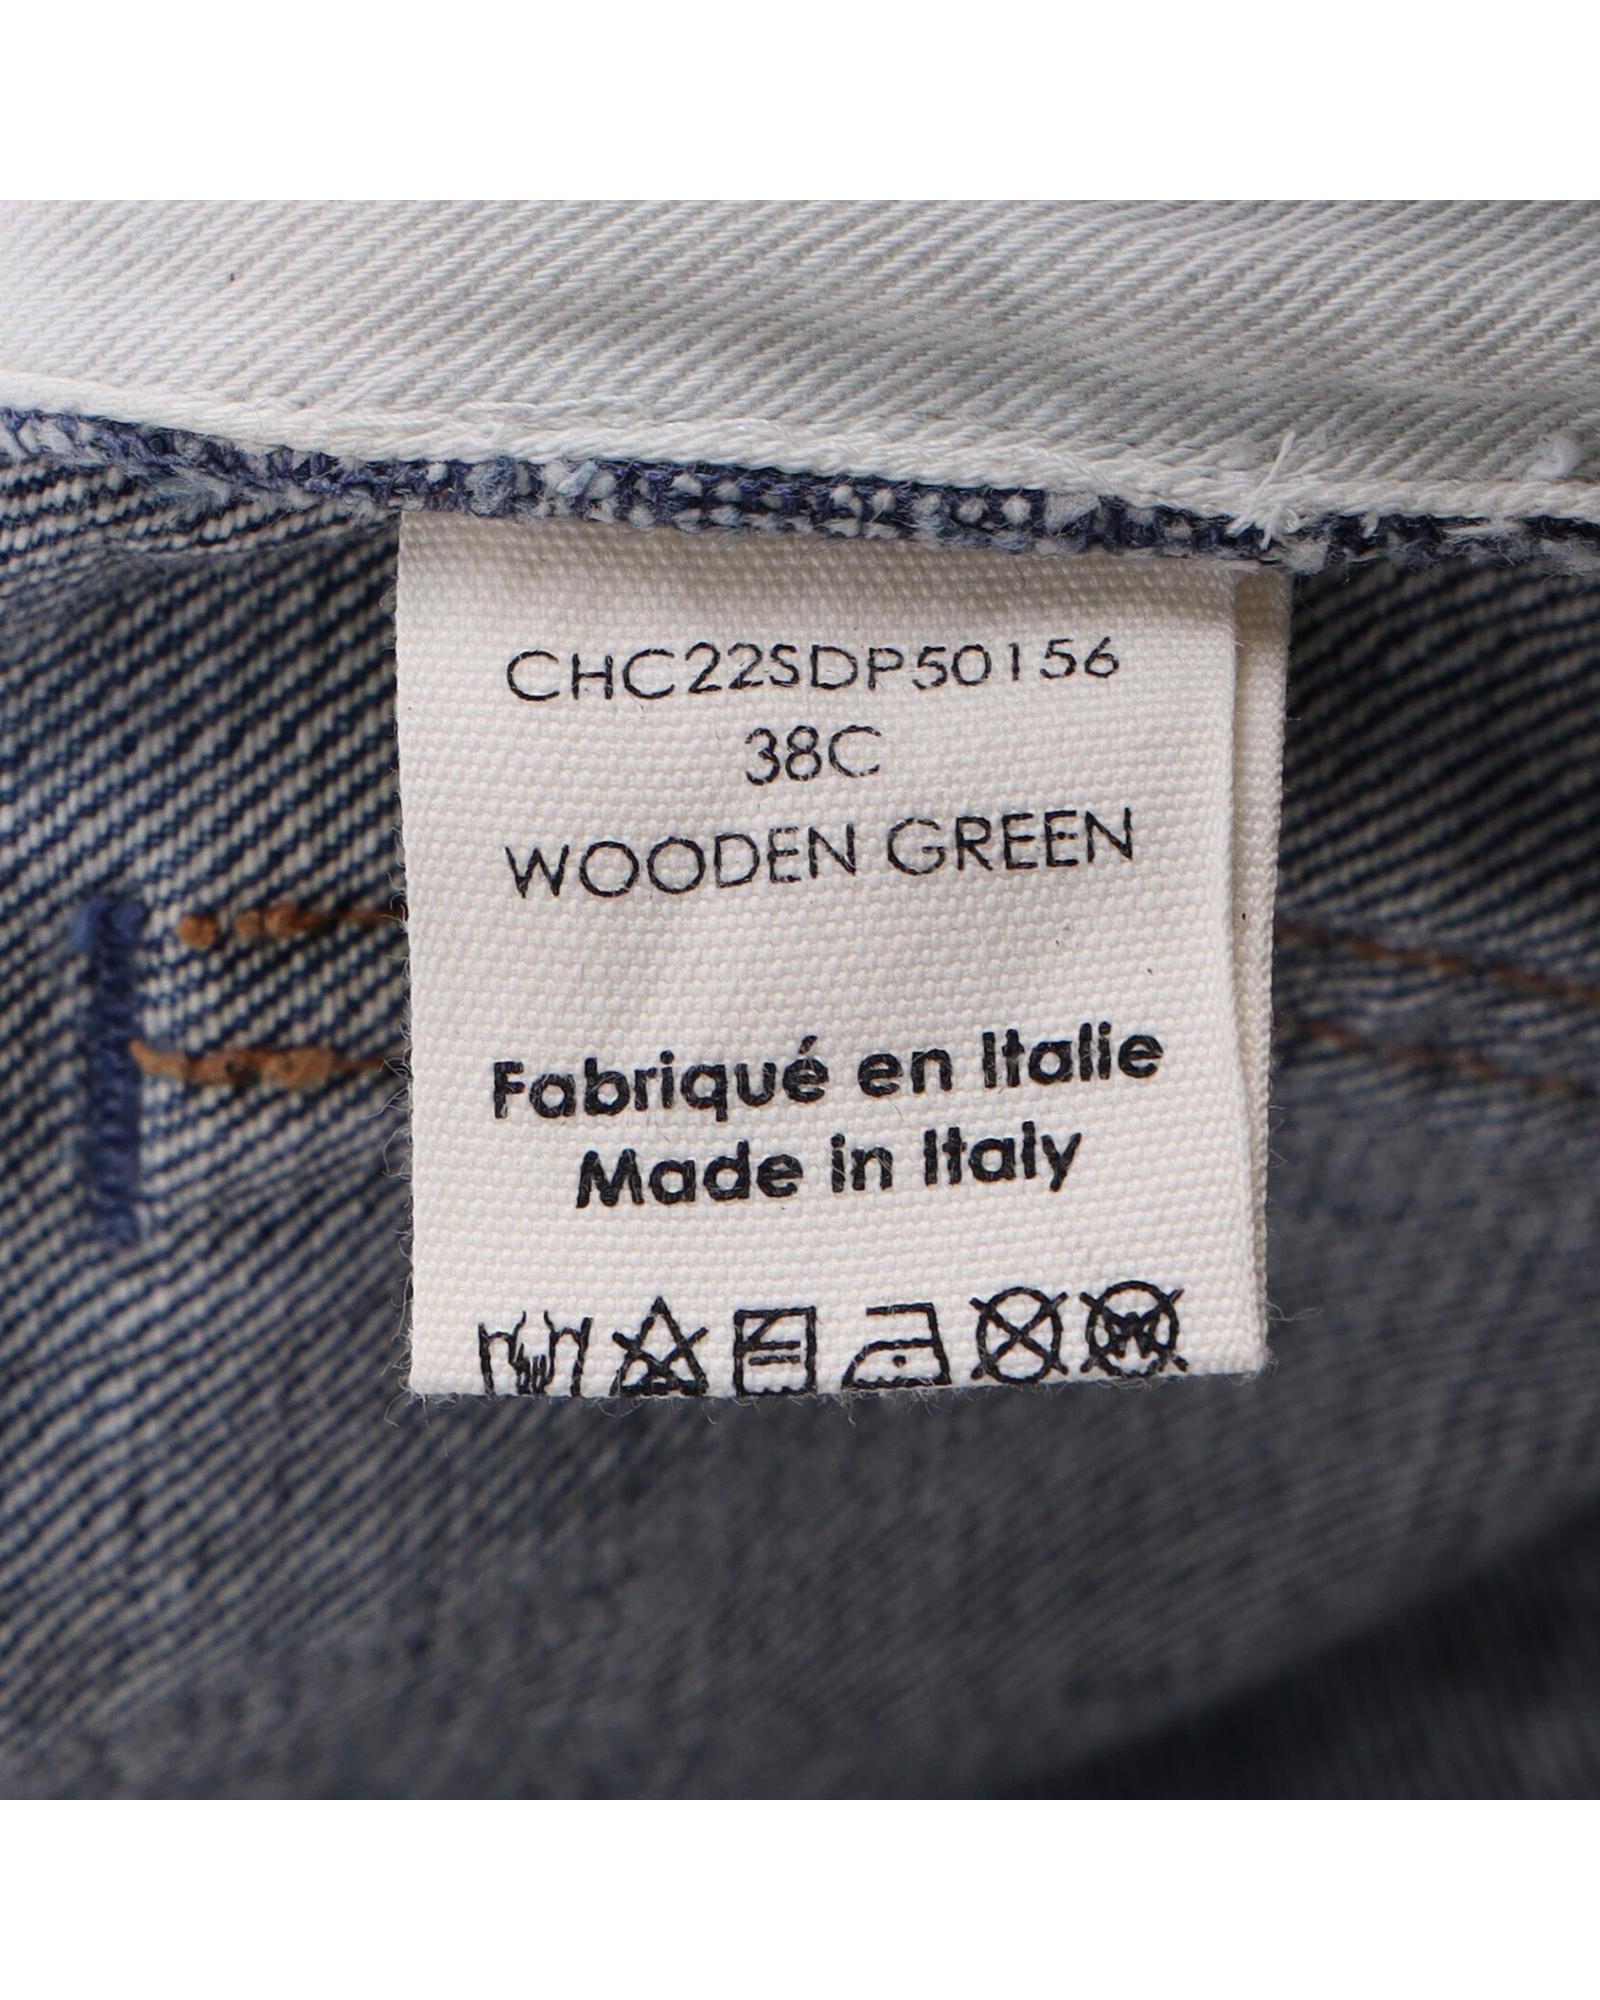 CHC22SDP50156
38C
WOODEN GREEN
Fabriqué en Italie
Made in Italy